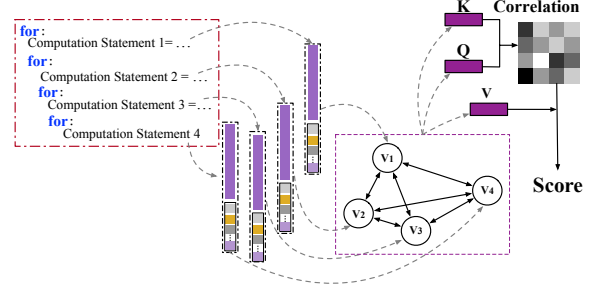 for:
Computation Statement 1= ...
for:
Computation Statement 2 = ...
for:
Computation Statement 3 = ...
for:
Computation Statement 4
K
Correlation
Q
V
V1
V2
V3
V4
Score